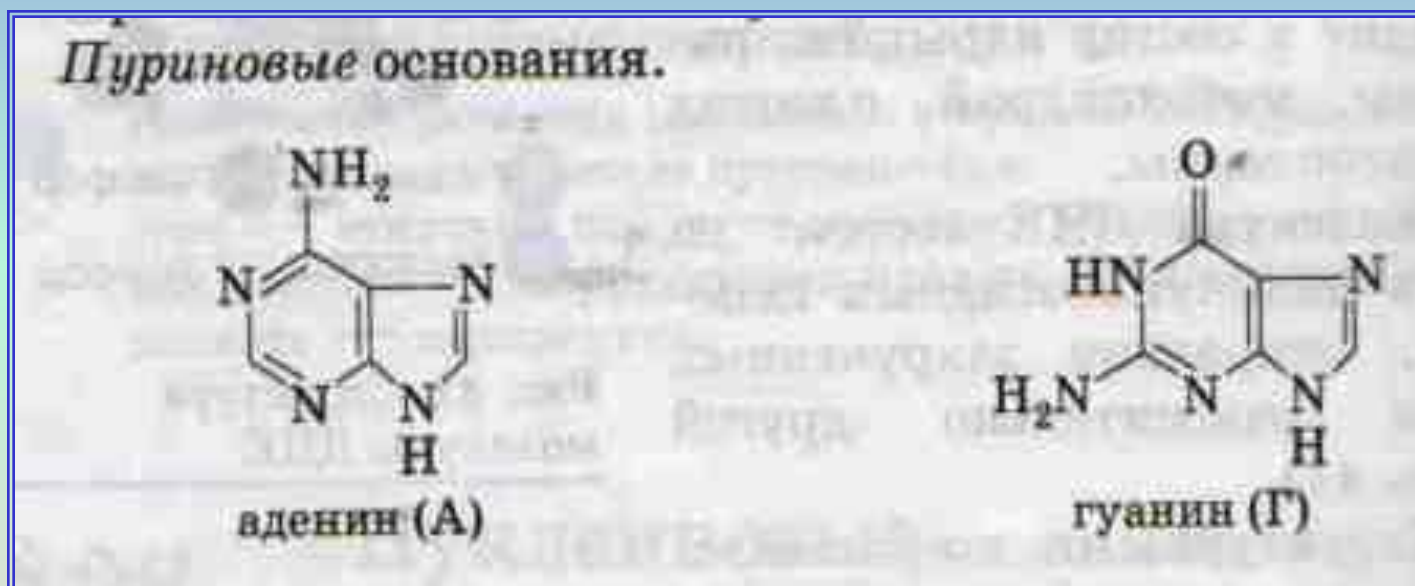 Пуриновые основания.
NH₂
N
N
N
N
H
аденин (А)
O
HN
N
H₂N
N
N
H
гуанин (Г)